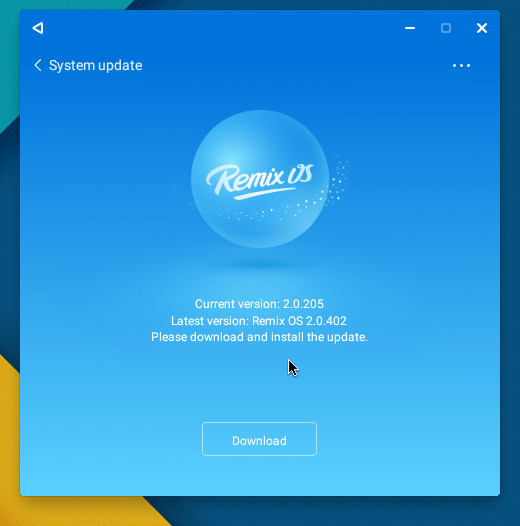 System update
Remix OS
Current version: 2.0.205
Latest version: Remix OS 2.0.402
Please download and install the update.
Download